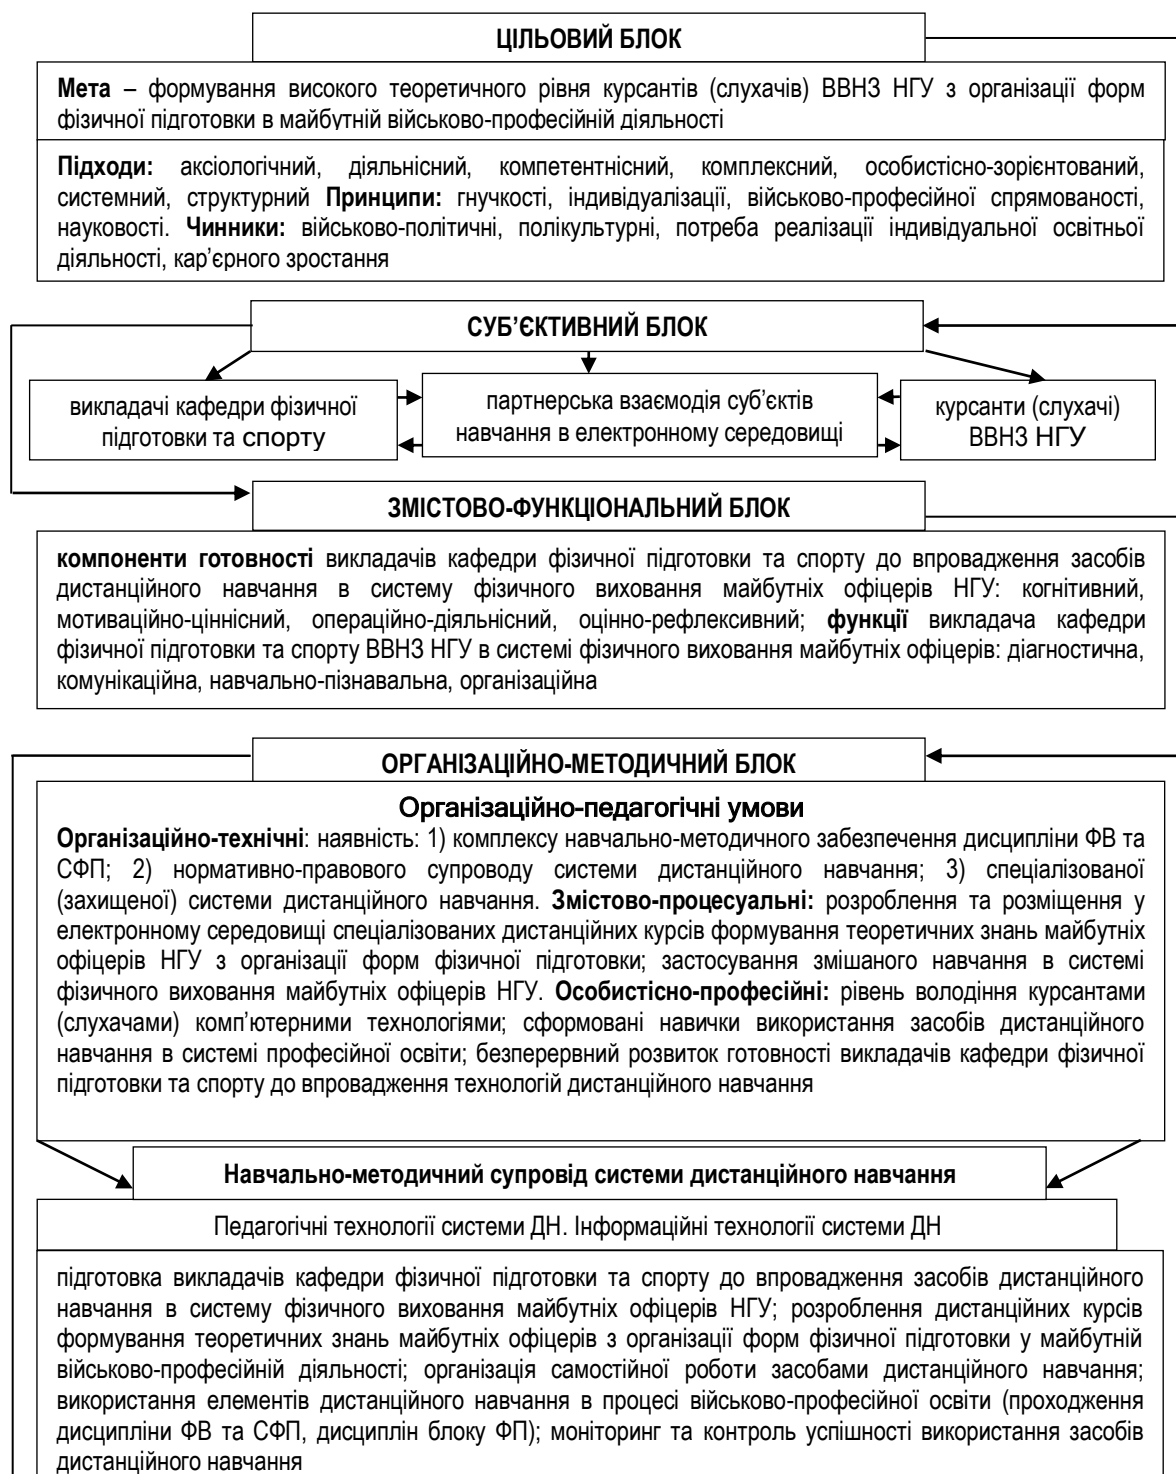 ЦІЛЬОВИЙ БЛОК
Мета – формування високого теоретичного рівня курсантів (слухачів) ВВНЗ НГУ з організації форм
фізичної підготовки в майбутній військово-професійній діяльності
Підходи: аксіологічний, діяльнісний, компетентнісний, комплексний, особистісно-зорієнтований,
системний, структурний Принципи: гнучкості, індивідуалізації, військово-професійної спрямованості,
науковості. Чинники: військово-політичні, полікультурні, потреба реалізації індивідуальної освітньої
діяльності, кар’єрного зростання
СУБ’ЄКТИВНИЙ БЛОК
викладачі кафедри фізичної
підготовки та спорту
партнерська взаємодія суб’єктів
навчання в електронному середовищі
курсанти (слухачі)
ВВНЗ НГУ
ЗМІСТОВО-ФУНКЦІОНАЛЬНИЙ БЛОК
компоненти готовності викладачів кафедри фізичної підготовки та спорту до впровадження засобів
дистанційного навчання в систему фізичного виховання майбутніх офіцерів НГУ: когнітивний,
мотиваційно-ціннісний, операційно-діяльнісний, оцінно-рефлексивний; функції викладача кафедри
фізичної підготовки та спорту ВВНЗ НГУ в системі фізичного виховання майбутніх офіцерів: діагностична,
комунікаційна, навчально-пізнавальна, організаційна
ОРГАНІЗАЦІЙНО-МЕТОДИЧНИЙ БЛОК
Організаційно-педагогічні умови
Організаційно-технічні: наявність: 1) комплексу навчально-методичного забезпечення дисципліни ФВ та
СФП; 2) нормативно-правового супроводу системи дистанційного навчання; 3) спеціалізованої
(захищеної) системи дистанційного навчання. Змістово-процесуальні: розроблення та розміщення у
електронному середовищі спеціалізованих дистанційних курсів формування теоретичних знань майбутніх
офіцерів НГУ з організації форм фізичної підготовки; застосування змішаного навчання в системі
фізичного виховання майбутніх офіцерів НГУ. Особистісно-професійні: рівень володіння курсантами
(слухачами) комп’ютерними технологіями; сформовані навички використання засобів дистанційного
навчання в системі професійної освіти; безперервний розвиток готовності викладачів кафедри фізичної
підготовки та спорту до впровадження технологій дистанційного навчання
Навчально-методичний супровід системи дистанційного навчання
Педагогічні технології системи ДН. Інформаційні технології системи ДН
підготовка викладачів кафедри фізичної підготовки та спорту до впровадження засобів дистанційного
навчання в систему фізичного виховання майбутніх офіцерів НГУ; розроблення дистанційних курсів
формування теоретичних знань майбутніх офіцерів з організації форм фізичної підготовки у майбутній
військово-професійній діяльності; організація самостійної роботи засобами дистанційного навчання;
використання елементів дистанційного навчання в процесі військово-професійної освіти (проходження
дисципліни ФВ та СФП, дисциплін блоку ФП); моніторинг та контроль успішності використання засобів
дистанційного навчання